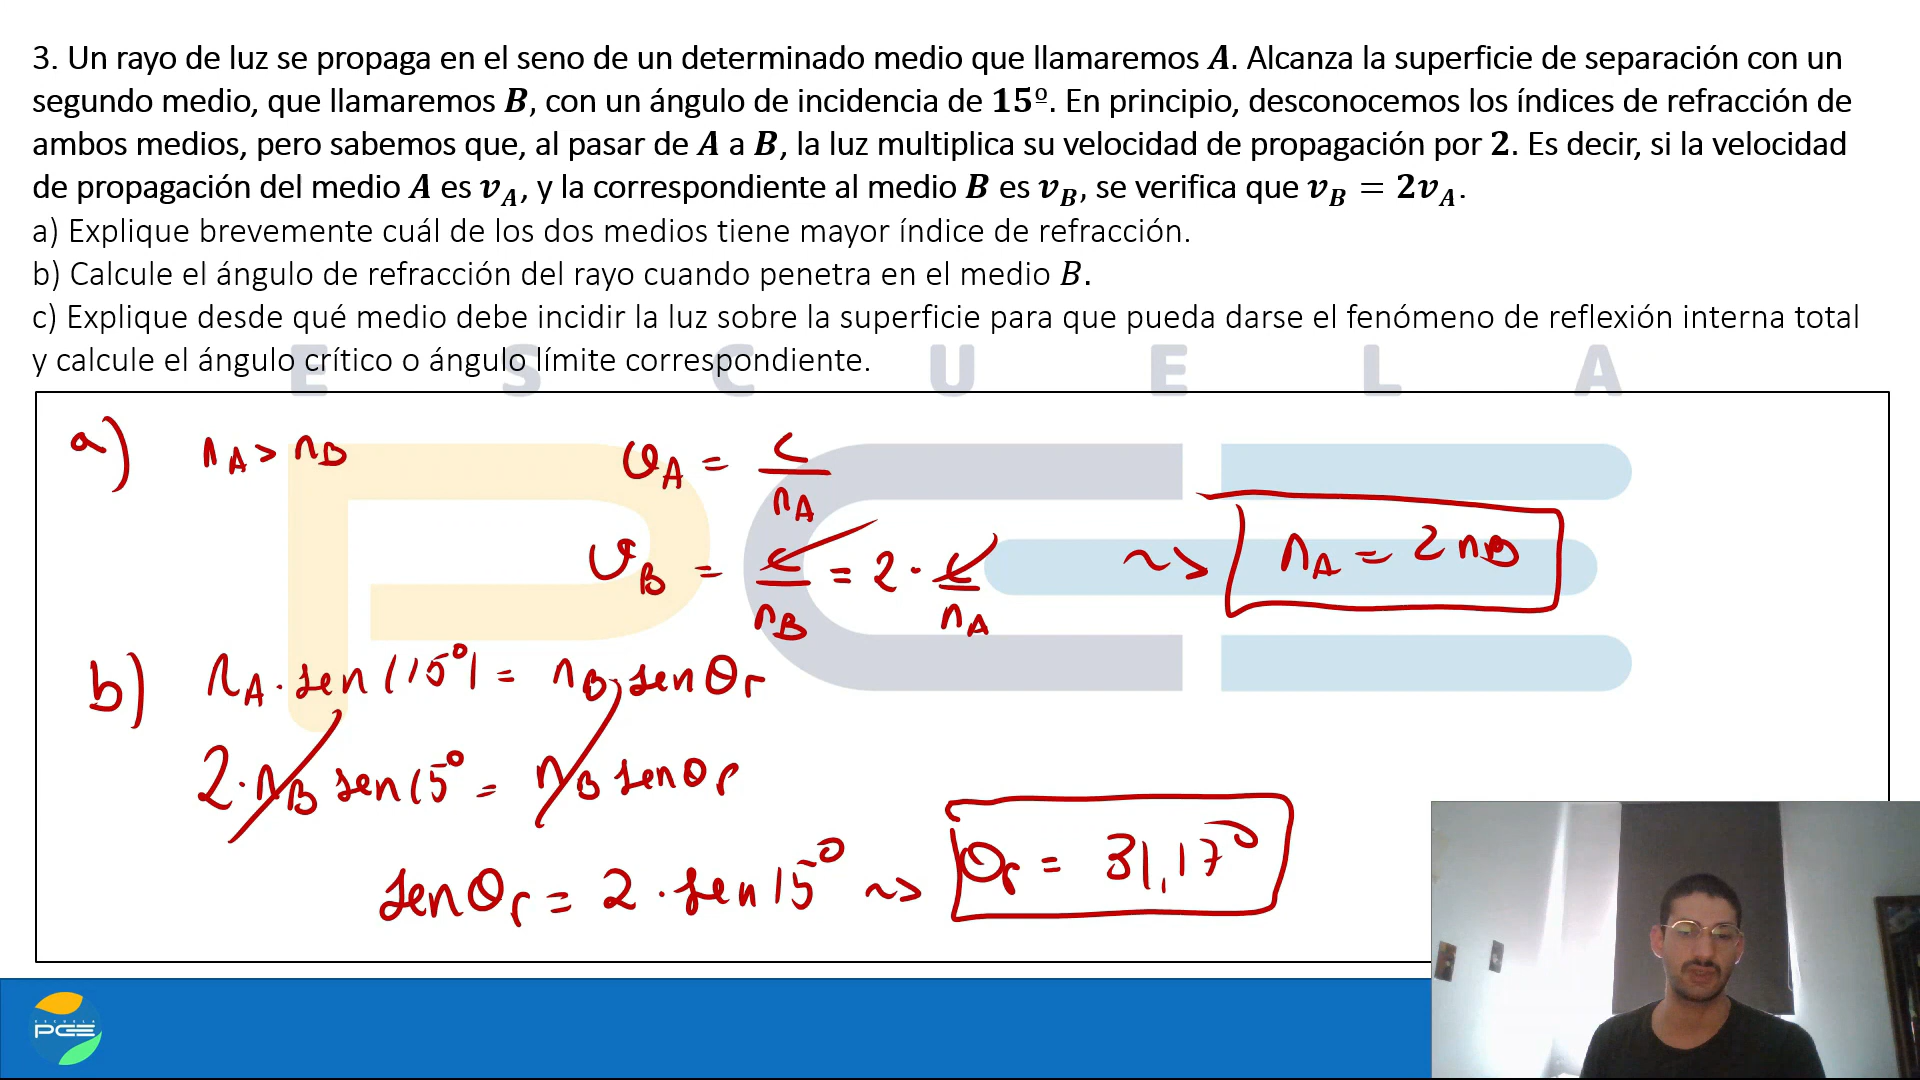 3. Un rayo de luz se propaga en el seno de un determinado medio que llamaremos A. Alcanza la superficie de separación con un
segundo medio, que llamaremos B, con un ángulo de incidencia de 15º. En principio, desconocemos los índices de refracción de
ambos medios, pero sabemos que, al pasar de A a B, la luz multiplica su velocidad de propagación por 2. Es decir, si la velocidad
de propagación del medio A es v_A, y la correspondiente al medio B es v_B, se verifica que v_B = 2v_A.
a) Explique brevemente cuál de los dos medios tiene mayor índice de refracción.
b) Calcule el ángulo de refracción del rayo cuando penetra en el medio B.
c) Explique desde qué medio debe incidir la luz sobre la superficie para que pueda darse el fenómeno de reflexión interna total
y calcule el ángulo crítico o ángulo límite correspondiente.
E S C U E L A
a) n_A > n_B v_A = c / n_A
v_B = c / n_B = 2 · c / n_A ~> n_A = 2 n_B
b) n_A · sen(15°) = n_B · sen θr
2 · n_B sen 15° = n_B sen θr
sen θr = 2 · sen 15° ~> θr = 31,17°
ESCUELA
PCE